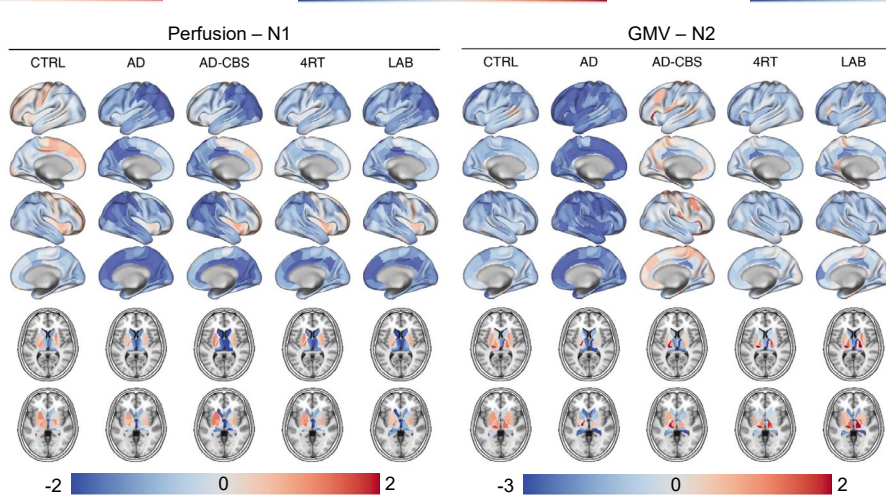 Perfusion – N1
GMV – N2
CTRL AD AD-CBS 4RT LAB
CTRL AD AD-CBS 4RT LAB
-2 0 2
-3 0 2